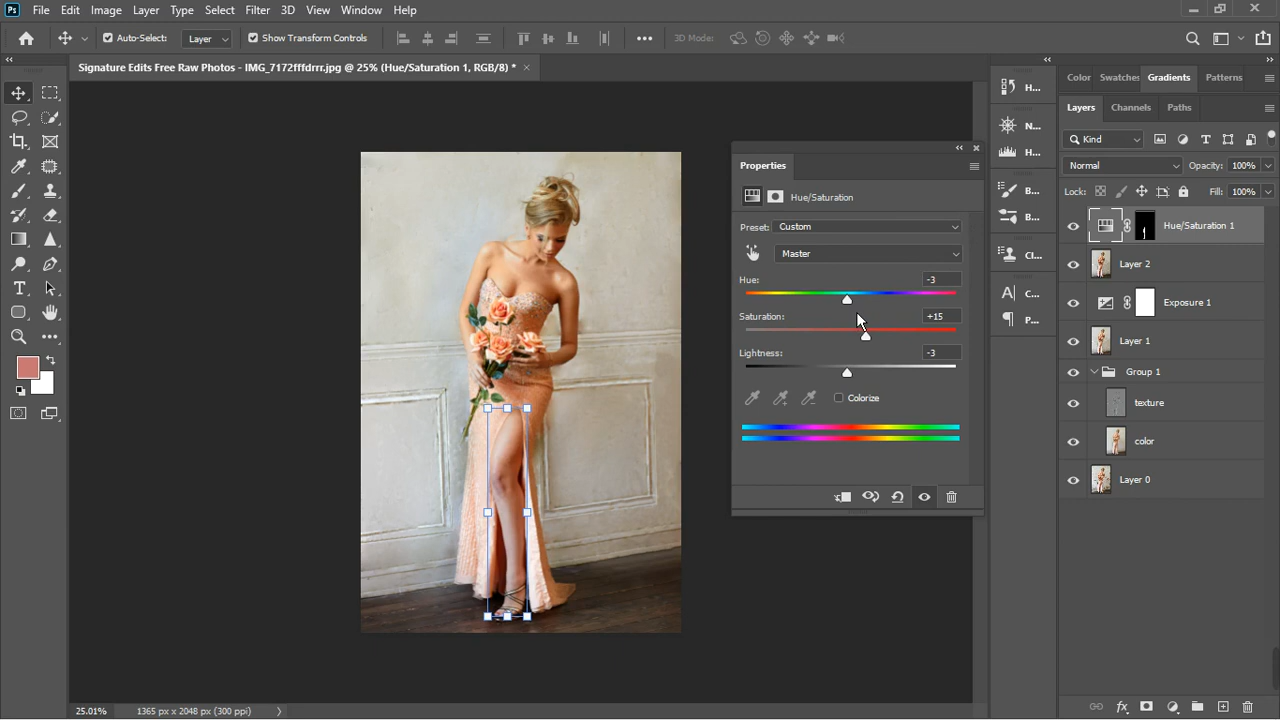 Ps File Edit Image Layer Type Select Filter 3D View Window Help
Auto-Select: Layer Show Transform Controls 3D Mode:
Signature Edits Free Raw Photos - IMG_7172fffdrrr.jpg @ 25% (Hue/Saturation 1, RGB/8) *
Color Swatches Gradients Patterns
H...
N...
H...
B...
B...
Cl...
C...
P...
Layers Channels Paths
Kind
Normal Opacity: 100%
Lock: Fill: 100%
Hue/Saturation 1
Layer 2
Exposure 1
Layer 1
Group 1
texture
color
Layer 0
Properties
Hue/Saturation
Preset: Custom
Master
Hue: -3
Saturation: +15
Lightness: -3
Colorize
25.01% 1365 px x 2048 px (300 ppi)